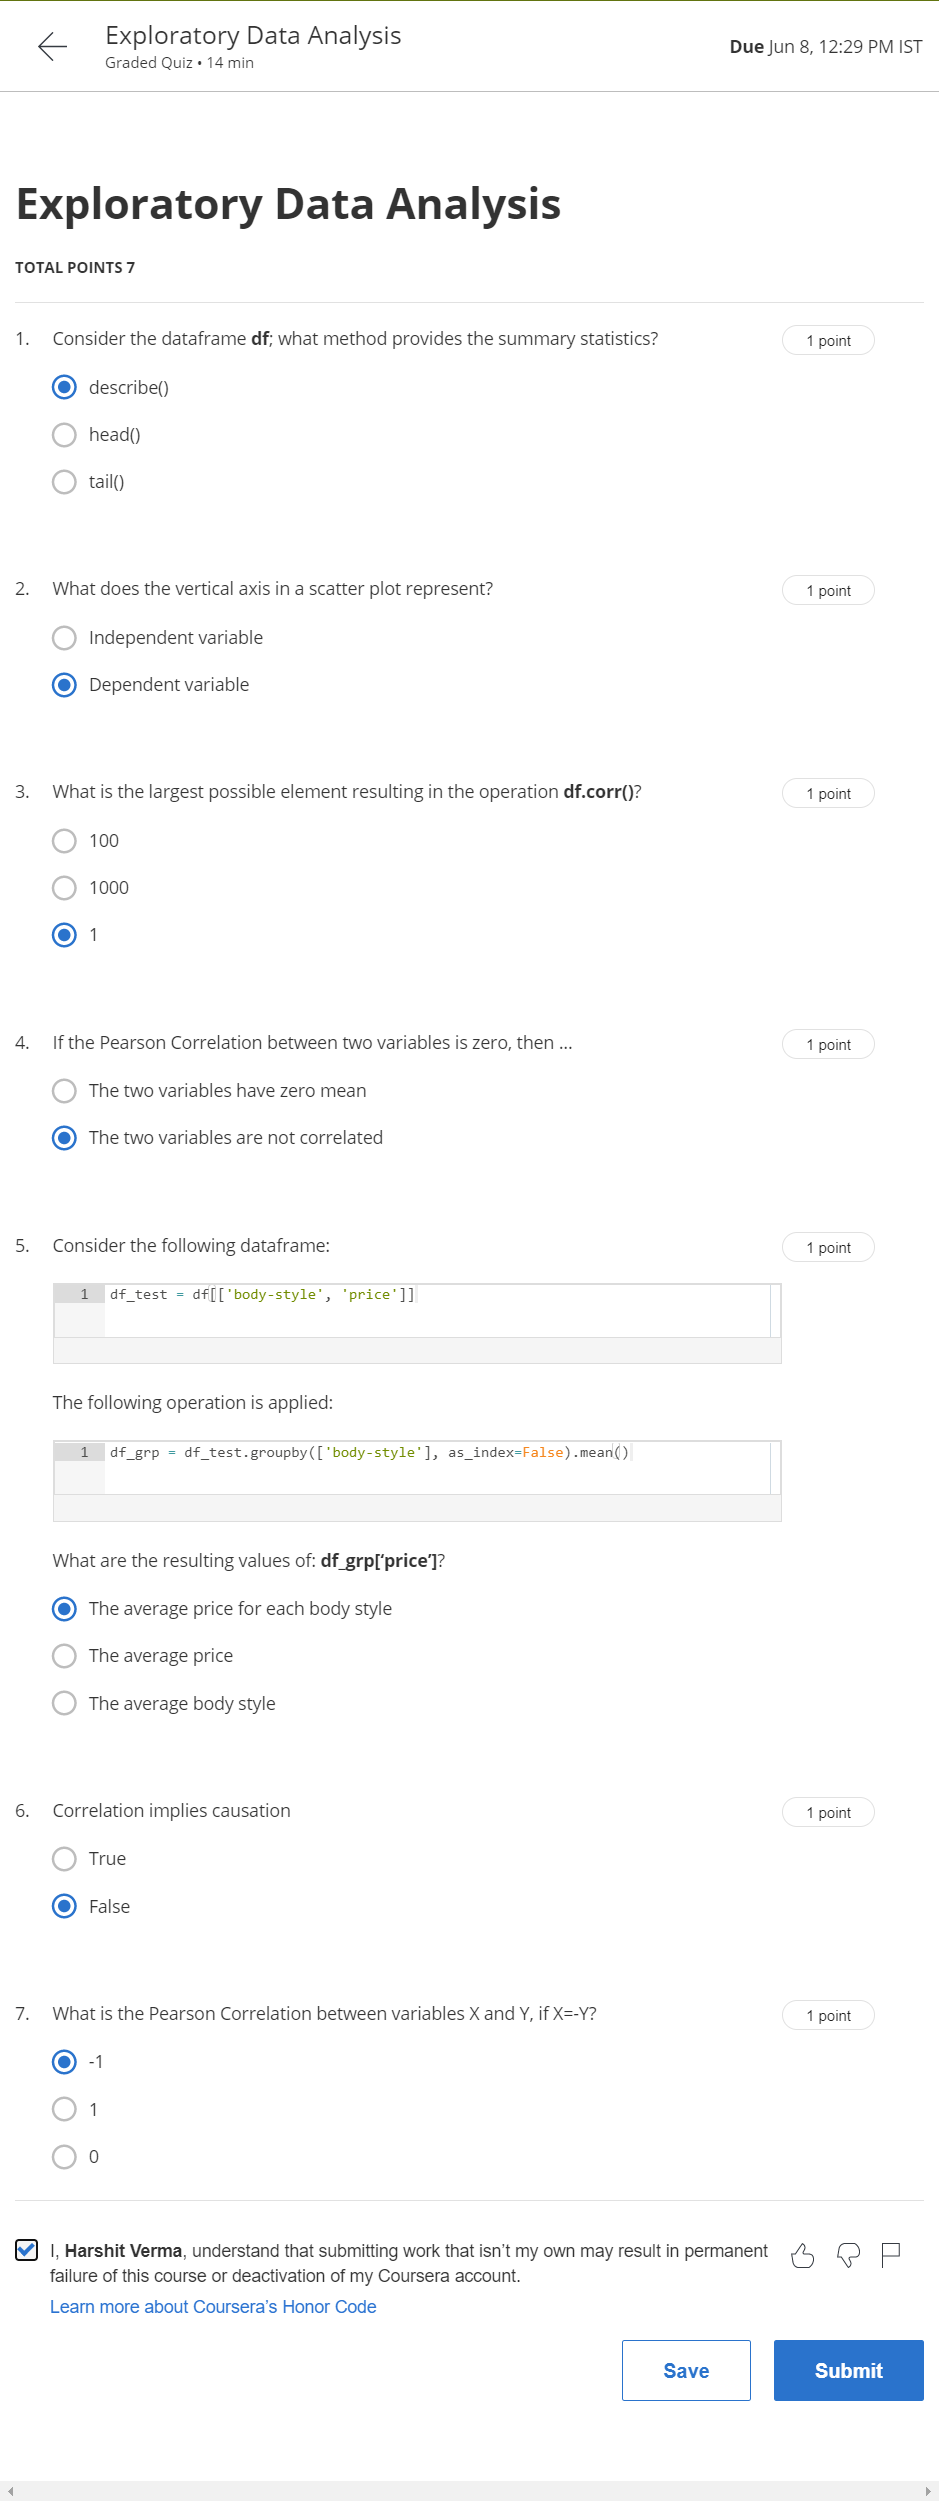 Exploratory Data Analysis
Graded Quiz • 14 min
Due Jun 8, 12:29 PM IST
Exploratory Data Analysis
TOTAL POINTS 7
1. Consider the dataframe df; what method provides the summary statistics?
1 point
describe()
head()
tail()
2. What does the vertical axis in a scatter plot represent?
1 point
Independent variable
Dependent variable
3. What is the largest possible element resulting in the operation df.corr()?
1 point
100
1000
1
4. If the Pearson Correlation between two variables is zero, then ...
1 point
The two variables have zero mean
The two variables are not correlated
5. Consider the following dataframe:
1 point
1 df_test = df[['body-style', 'price']]
The following operation is applied:
1 df_grp = df_test.groupby(['body-style'], as_index=False).mean()
What are the resulting values of: df_grp[‘price’]?
The average price for each body style
The average price
The average body style
6. Correlation implies causation
1 point
True
False
7. What is the Pearson Correlation between variables X and Y, if X=-Y?
1 point
-1
1
0
I, Harshit Verma, understand that submitting work that isn’t my own may result in permanent
failure of this course or deactivation of my Coursera account.
Learn more about Coursera’s Honor Code
Save
Submit